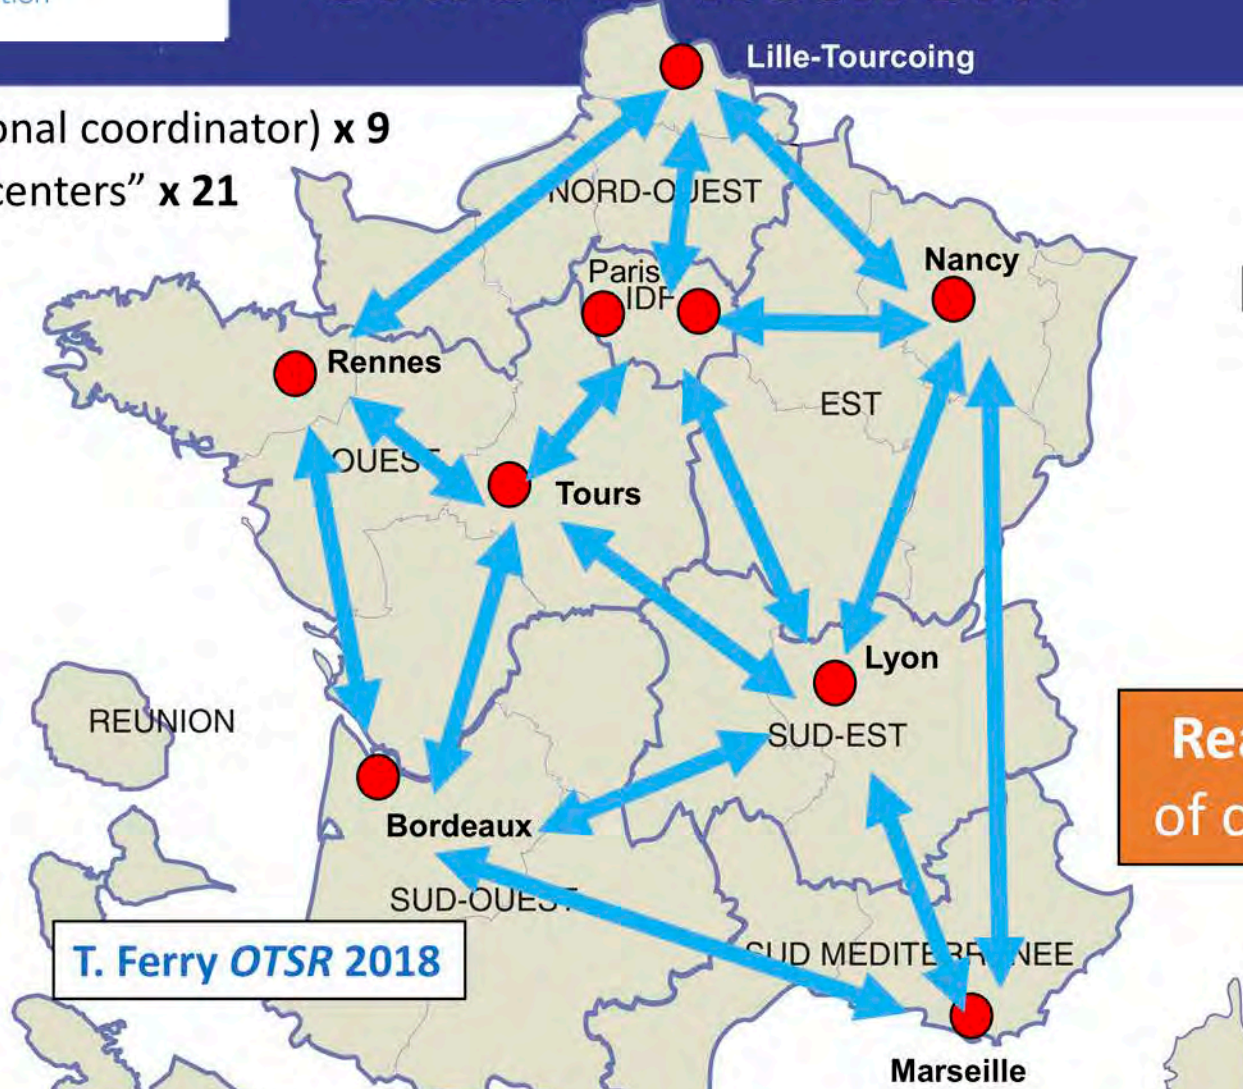 Lille-Tourcoing
onal coordinator) x 9
centers” x 21
NORD-OUEST
Nancy
Paris
IDF
Rennes
EST
OUEST
Tours
Lyon
REUNION
SUD-EST
Rea
of c
Bordeaux
SUD-OUEST
T. Ferry OTSR 2018
SUD MEDITERRANEE
Marseille